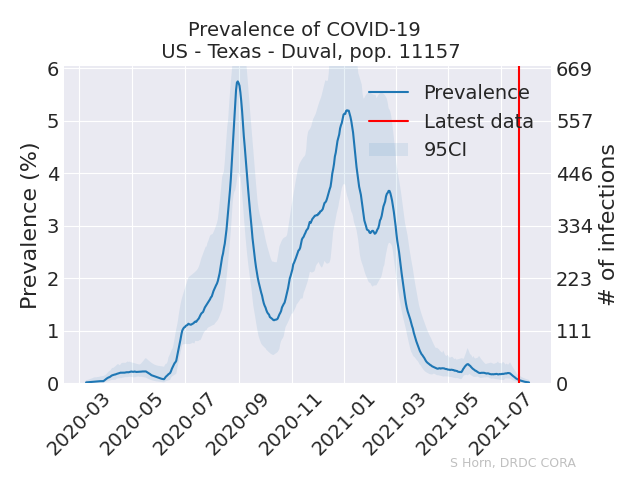 Prevalence of COVID-19
US - Texas - Duval, pop. 11157
Prevalence (%)
6
5
4
3
2
1
0
669
557
446
334
223
111
0
# of infections
Prevalence
Latest data
95CI
2020-03
2020-05
2020-07
2020-09
2020-11
2021-01
2021-03
2021-05
2021-07
S Horn, DRDC CORA